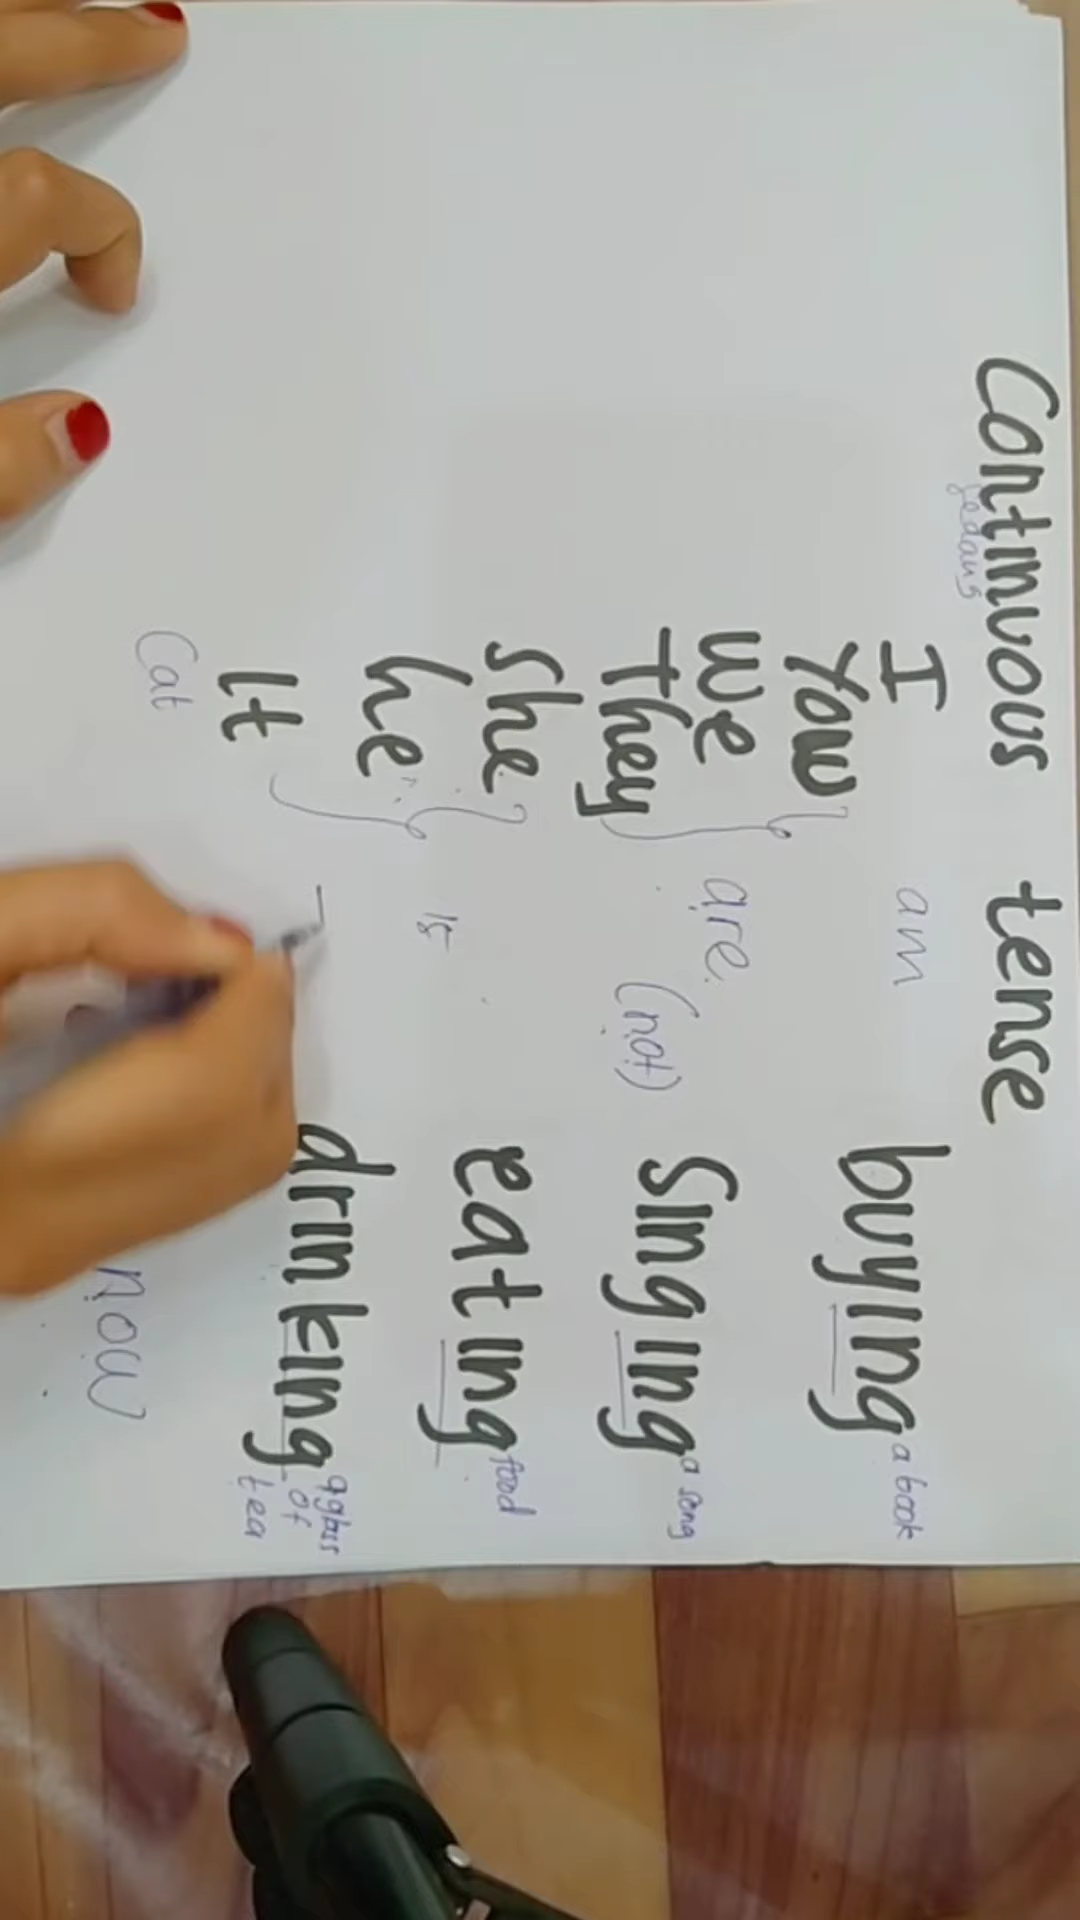 Continuous tense
sedang
I am buying a book
You
we are singing a song
They (not)
she eating food
he is
It drinking a glass
of
tea
Cat now